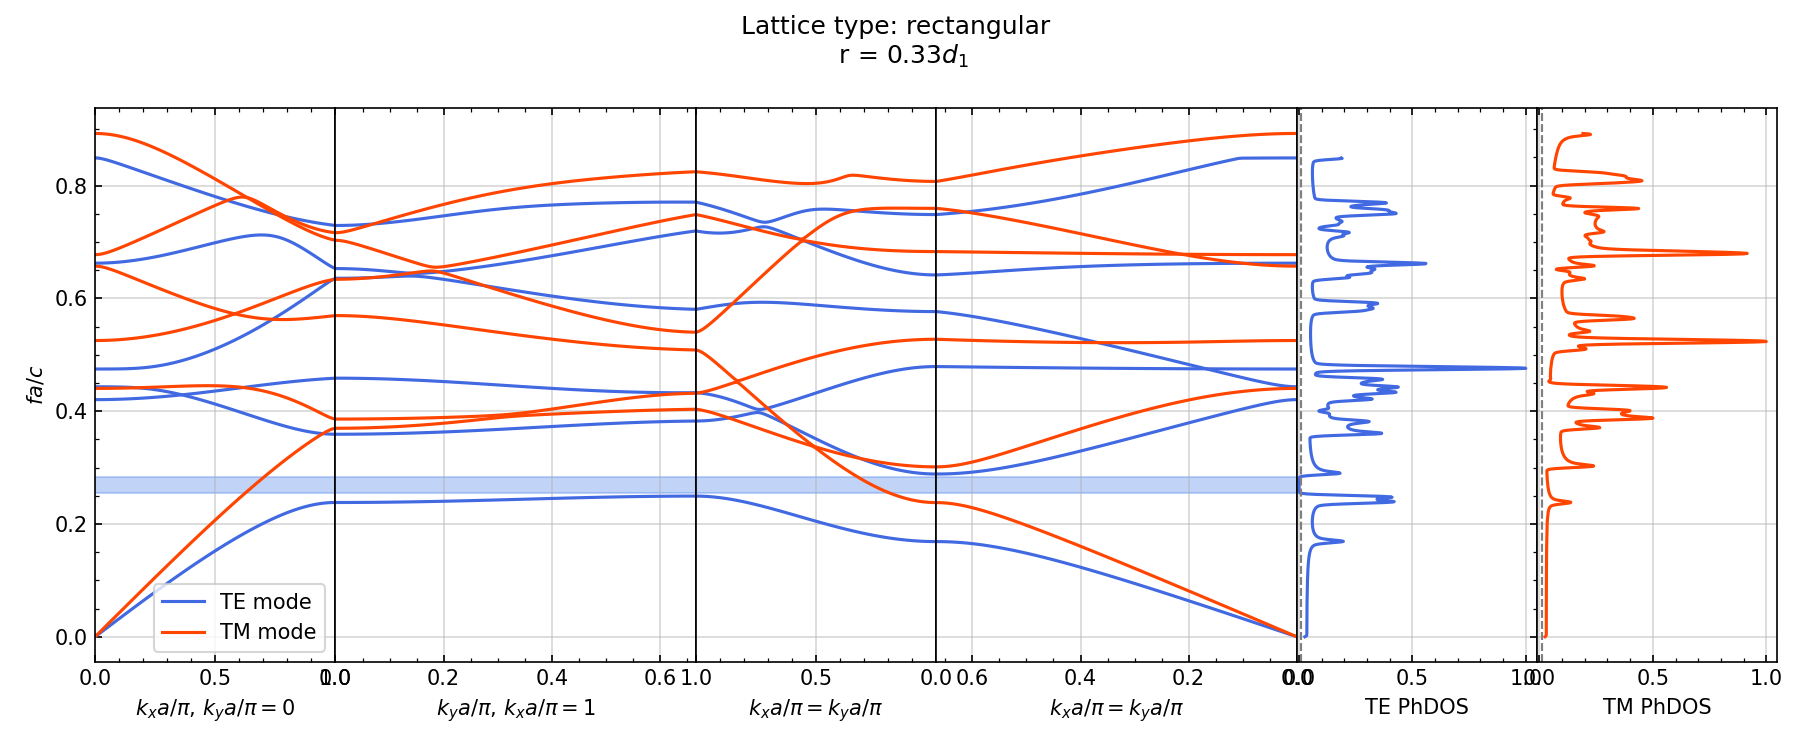 Lattice type: rectangular
r = 0.33d₁
fa/c
0.8
0.6
0.4
0.2
0.0
TE mode
TM mode
0.0 0.5 1.0 0.0 0.2 0.4 0.6 1.0 0.5 0.0 0.6 0.4 0.2 0.0 0.0 0.5 1.0 0.0 0.5 1.0
kₓa/π, kᵧa/π = 0
kᵧa/π, kₓa/π = 1
kₓa/π = kᵧa/π
kₓa/π = kᵧa/π
TE PhDOS
TM PhDOS